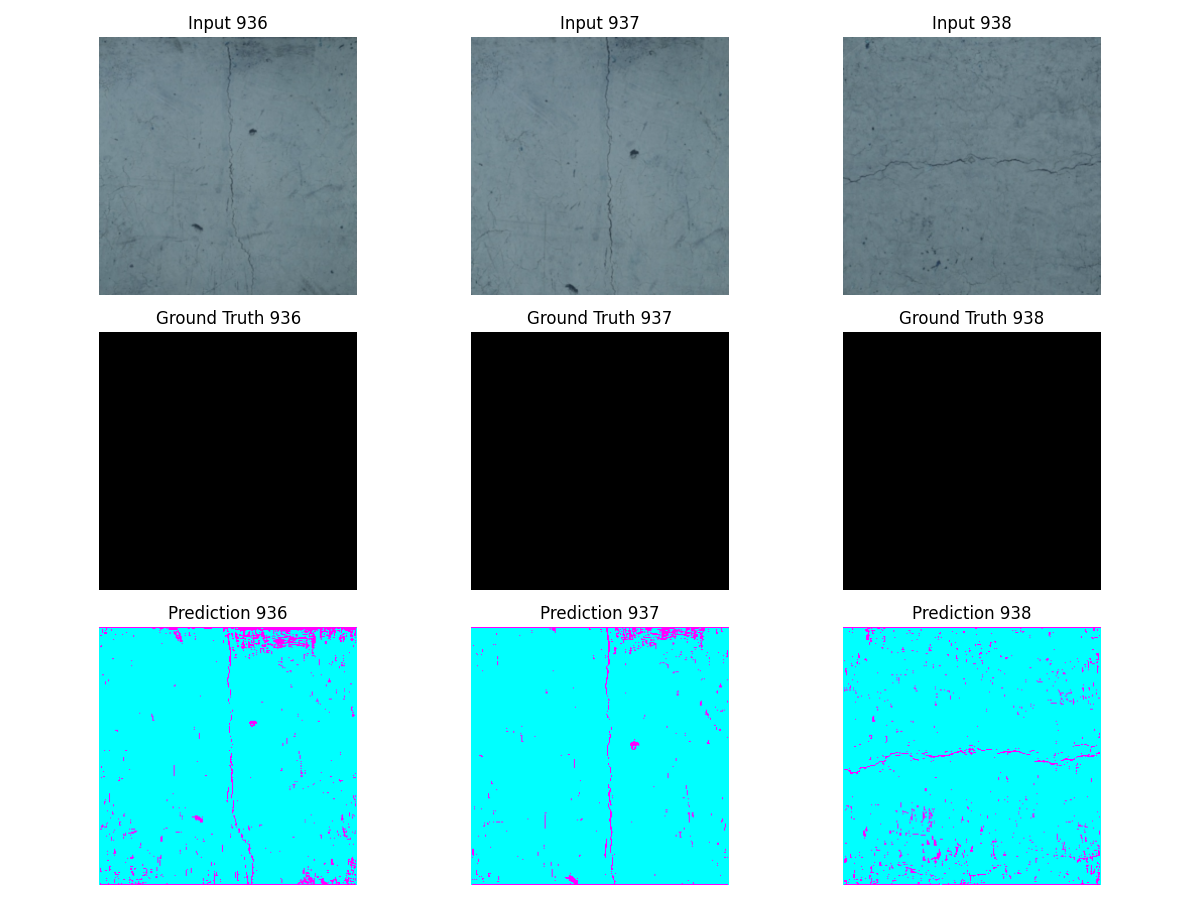 Input 936
Input 937
Input 938
Ground Truth 936
Ground Truth 937
Ground Truth 938
Prediction 936
Prediction 937
Prediction 938